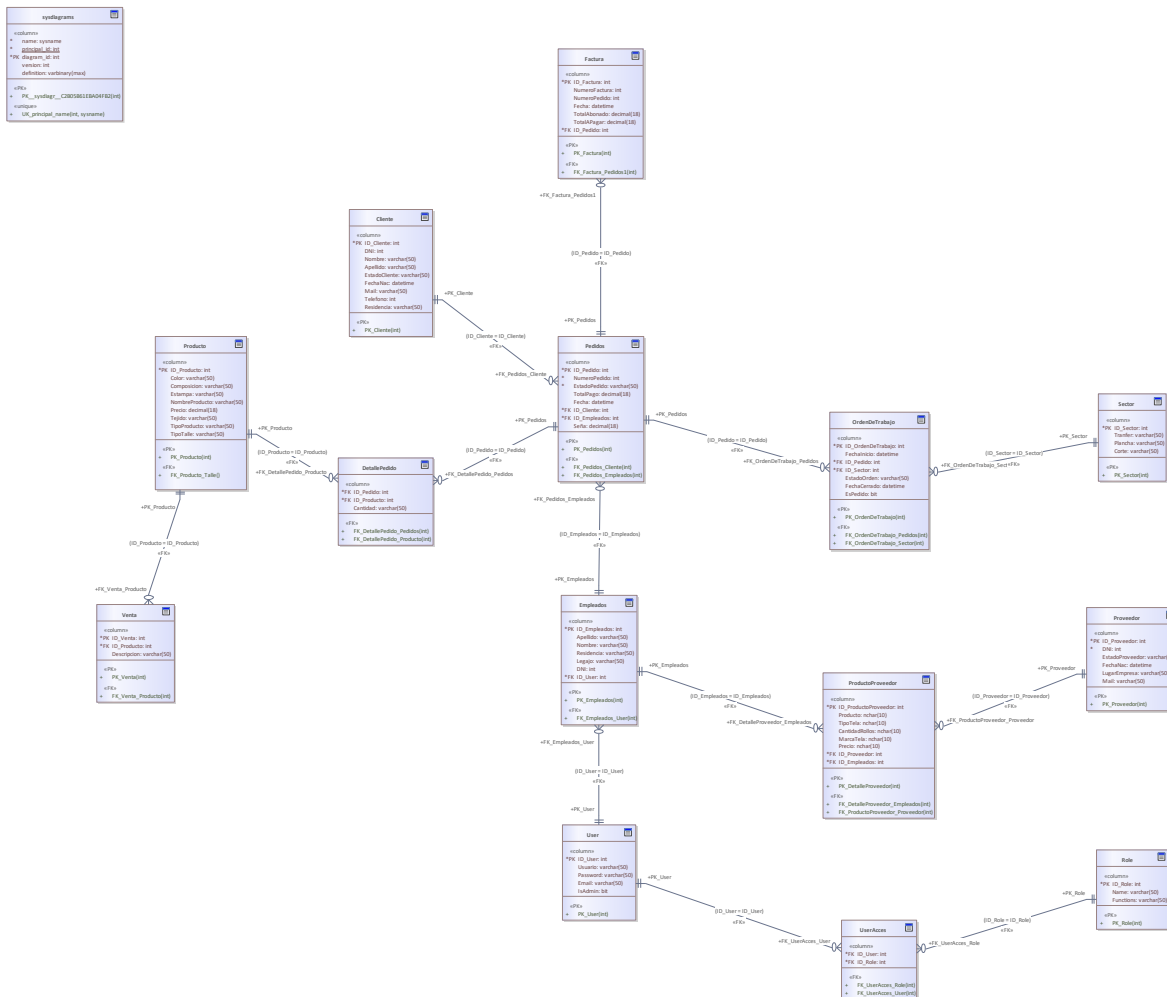 sysdiagrams
«column»
* name: sysname
* principal_id: int
*PK diagram_id: int
version: int
definition: varbinary(max)
«PK»
«unique»
+ UK_principal_name(int, sysname)
Factura
«column»
*PK ID_Factura: int
NumeroFactura: int
NumeroPedido: int
Fecha: datetime
TotalAbonado: decimal(18)
TotalAPagar: decimal(18)
*FK ID_Pedido: int
«PK»
+ PK_Factura(int)
«FK»
+ FK_Factura_Pedidos1(int)
+FK_Factura_Pedidos1
(ID_Pedido = ID_Pedido)
«FK»
+PK_Pedidos
Cliente
«column»
*PK ID_Cliente: int
DNI: int
Nombre: varchar(50)
Apellido: varchar(50)
EstadoCliente: varchar(50)
FechaNac: datetime
Mail: varchar(50)
Telefono: int
Residencia: varchar(50)
«PK»
+ PK_Cliente(int)
+PK_Cliente
(ID_Cliente = ID_Cliente)
«FK»
+FK_Pedidos_Cliente
Producto
«column»
*PK ID_Producto: int
Color: varchar(50)
Composicion: varchar(50)
Estampa: varchar(50)
NombreProducto: varchar(50)
Precio: decimal(18)
Tejido: varchar(50)
TipoProducto: varchar(50)
TipoTalle: varchar(50)
«PK»
+ PK_Producto(int)
«FK»
+ FK_Producto_Talle()
+PK_Producto
(ID_Producto = ID_Producto)
«FK»
+FK_DetallePedido_Producto
Pedidos
«column»
*PK ID_Pedido: int
* NumeroPedido: int
* EstadoPedido: varchar(50)
TotalPago: decimal(18)
Fecha: datetime
*FK ID_Cliente: int
*FK ID_Empleados: int
Seña: decimal(18)
«PK»
+ PK_Pedidos(int)
«FK»
+ FK_Pedidos_Cliente(int)
+ FK_Pedidos_Empleados(int)
+PK_Pedidos
(ID_Pedido = ID_Pedido)
«FK»
+FK_DetallePedido_Pedidos
DetallePedido
«column»
*FK ID_Pedido: int
*FK ID_Producto: int
Cantidad: varchar(50)
«FK»
+ FK_DetallePedido_Pedidos(int)
+ FK_DetallePedido_Producto(int)
+PK_Pedidos
(ID_Pedido = ID_Pedido)
«FK»
+FK_OrdenDeTrabajo_Pedidos
OrdenDeTrabajo
«column»
*PK ID_OrdenDeTrabajo: int
FechaInicio: datetime
*FK ID_Pedido: int
*FK ID_Sector: int
EstadoOrden: varchar(50)
FechaCerrado: datetime
EsPedido: bit
«PK»
+ PK_OrdenDeTrabajo(int)
«FK»
+ FK_OrdenDeTrabajo_Pedidos(int)
+ FK_OrdenDeTrabajo_Sector(int)
+PK_Sector
(ID_Sector = ID_Sector)
«FK»
Sector
«column»
*PK ID_Sector: int
Tranfer: varchar(50)
Plancha: varchar(50)
Corte: varchar(50)
«PK»
+ PK_Sector(int)
+PK_Producto
(ID_Producto = ID_Producto)
«FK»
+FK_Venta_Producto
Venta
«column»
*PK ID_Venta: int
*FK ID_Producto: int
Descripcion: varchar(50)
«PK»
+ PK_Venta(int)
«FK»
+ FK_Venta_Producto(int)
+FK_Pedidos_Empleados
(ID_Empleados = ID_Empleados)
«FK»
+PK_Empleados
Empleados
«column»
*PK ID_Empleados: int
Apellido: varchar(50)
Nombre: varchar(50)
Residencia: varchar(50)
Legajo: varchar(50)
DNI: int
*FK ID_User: int
«PK»
+ PK_Empleados(int)
«FK»
+ FK_Empleados_User(int)
+PK_Empleados
(ID_Empleados = ID_Empleados)
«FK»
+FK_DetalleProveedor_Empleados
ProductoProveedor
«column»
*PK ID_ProductoProveedor: int
Producto: nchar(10)
TipoTela: nchar(10)
CantidadRollos: nchar(10)
MarcaTela: nchar(10)
Precio: nchar(10)
*FK ID_Proveedor: int
*FK ID_Empleados: int
«PK»
+ PK_DetalleProveedor(int)
«FK»
+ FK_DetalleProveedor_Empleados(int)
+ FK_ProductoProveedor_Proveedor(int)
+PK_Proveedor
(ID_Proveedor = ID_Proveedor)
«FK»
+FK_ProductoProveedor_Proveedor
Proveedor
«column»
*PK ID_Proveedor: int
* DNI: int
EstadoProveedor: varchar
FechaNac: datetime
LugarEmpresa: varchar(50
Mail: varchar(50)
«PK»
+ PK_Proveedor(int)
+FK_Empleados_User
(ID_User = ID_User)
«FK»
+PK_User
User
«column»
*PK ID_User: int
Usuario: varchar(50)
Password: varchar(50)
Email: varchar(50)
IsAdmin: bit
«PK»
+ PK_User(int)
+PK_User
(ID_User = ID_User)
«FK»
+FK_UserAcces_User
UserAcces
«column»
*FK ID_User: int
*FK ID_Role: int
«FK»
+ FK_UserAcces_Role(int)
+ FK_UserAcces_User(int)
+PK_Role
(ID_Role = ID_Role)
«FK»
+FK_UserAcces_Role
Role
«column»
*PK ID_Role: int
Name: varchar(50)
Functions: varchar(50)
«PK»
+ PK_Role(int)